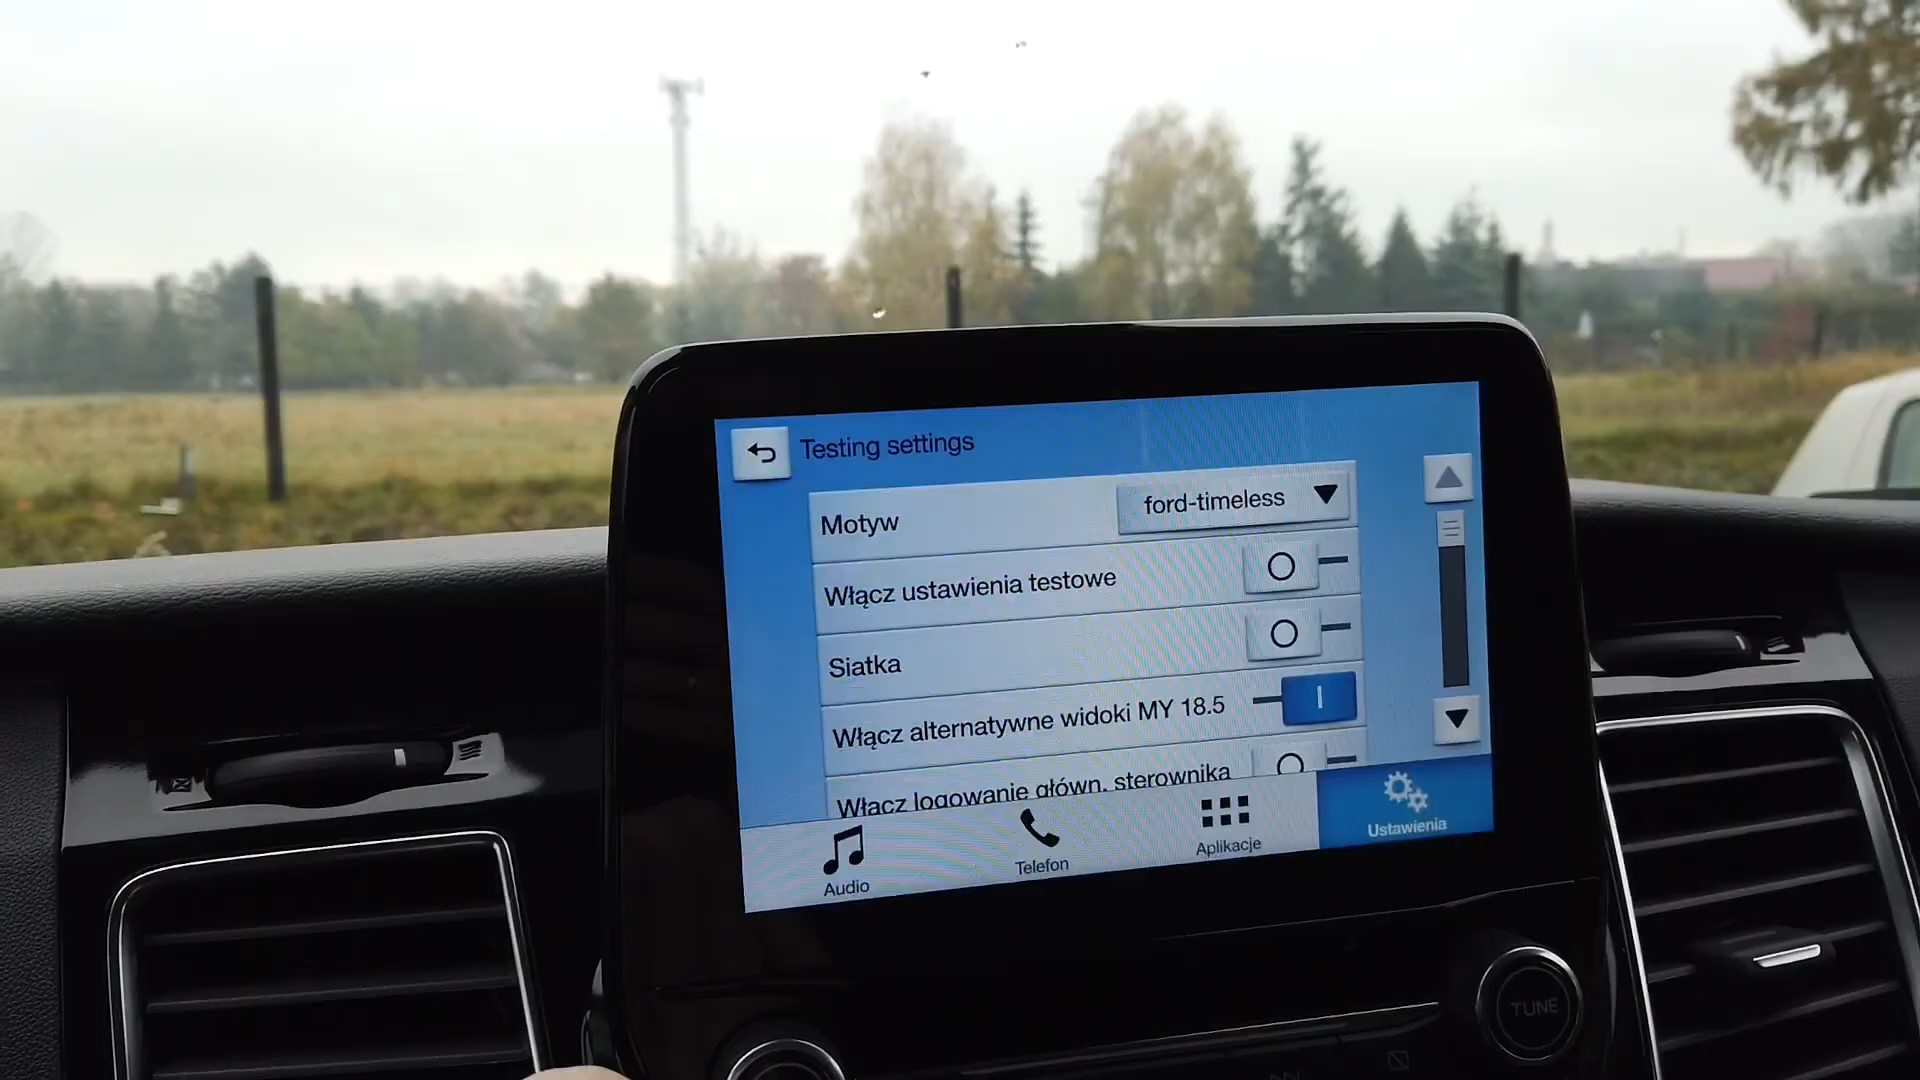 Testing settings
Motyw
ford-timeless
Włącz ustawienia testowe
Siatka
Włącz alternatywne widoki MY 18.5
Włącz logowanie główn. sterownika
Audio
Telefon
Aplikacje
Ustawienia
TUNE